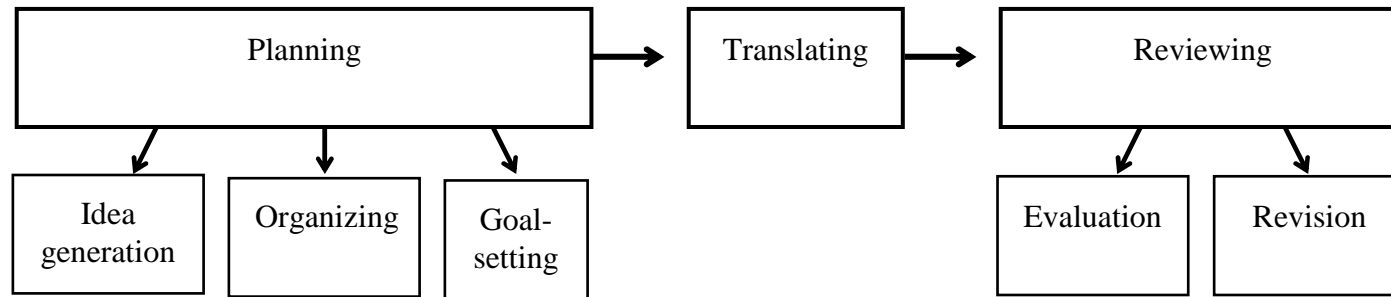 Planning
Translating
Reviewing
Idea
generation
Organizing
Goal-
setting
Evaluation
Revision